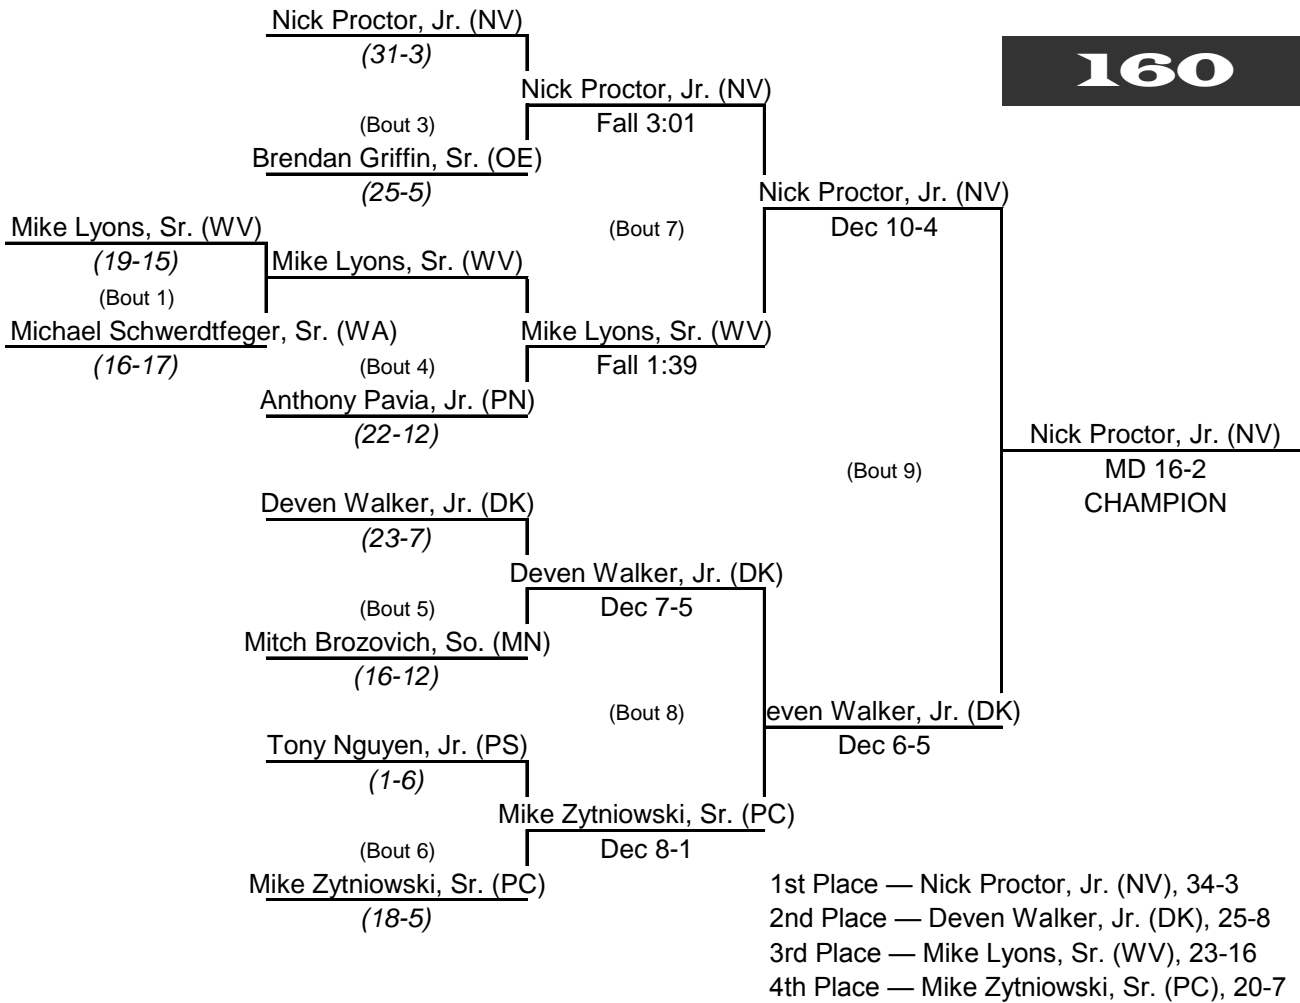 Nick Proctor, Jr. (NV)
(31-3)
160
Nick Proctor, Jr. (NV)
Fall 3:01
(Bout 3)
Brendan Griffin, Sr. (OE)
(25-5)
Nick Proctor, Jr. (NV)
Dec 10-4
Mike Lyons, Sr. (WV)
(19-15)
(Bout 7)
Mike Lyons, Sr. (WV)
(Bout 1)
Michael Schwerdtfeger, Sr. (WA)
(16-17)
Mike Lyons, Sr. (WV)
Fall 1:39
(Bout 4)
Anthony Pavia, Jr. (PN)
(22-12)
Nick Proctor, Jr. (NV)
MD 16-2
CHAMPION
(Bout 9)
Deven Walker, Jr. (DK)
(23-7)
Deven Walker, Jr. (DK)
Dec 7-5
(Bout 5)
Mitch Brozovich, So. (MN)
(16-12)
(Bout 8)
even Walker, Jr. (DK)
Dec 6-5
Tony Nguyen, Jr. (PS)
(1-6)
Mike Zytniowski, Sr. (PC)
Dec 8-1
(Bout 6)
Mike Zytniowski, Sr. (PC)
(18-5)
1st Place — Nick Proctor, Jr. (NV), 34-3
2nd Place — Deven Walker, Jr. (DK), 25-8
3rd Place — Mike Lyons, Sr. (WV), 23-16
4th Place — Mike Zytniowski, Sr. (PC), 20-7